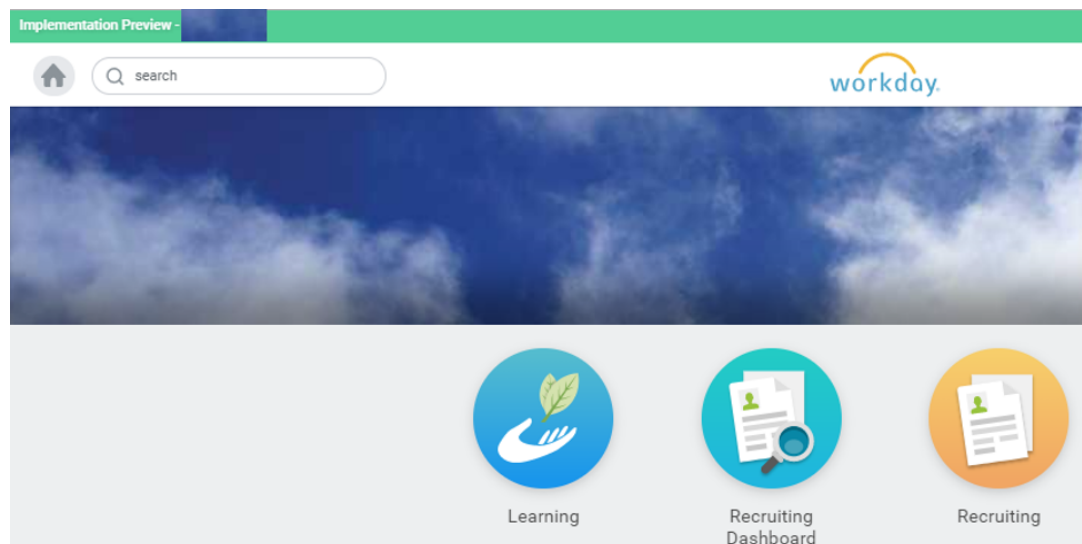 Implementation Preview -
search
workday.
Learning
Recruiting
Dashboard
Recruiting